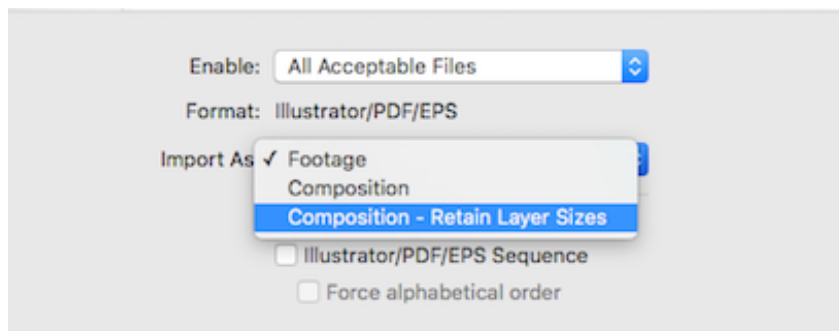 Enable: All Acceptable Files
Format: Illustrator/PDF/EPS
Import As ✓ Footage
Composition
Composition - Retain Layer Sizes
Illustrator/PDF/EPS Sequence
Force alphabetical order